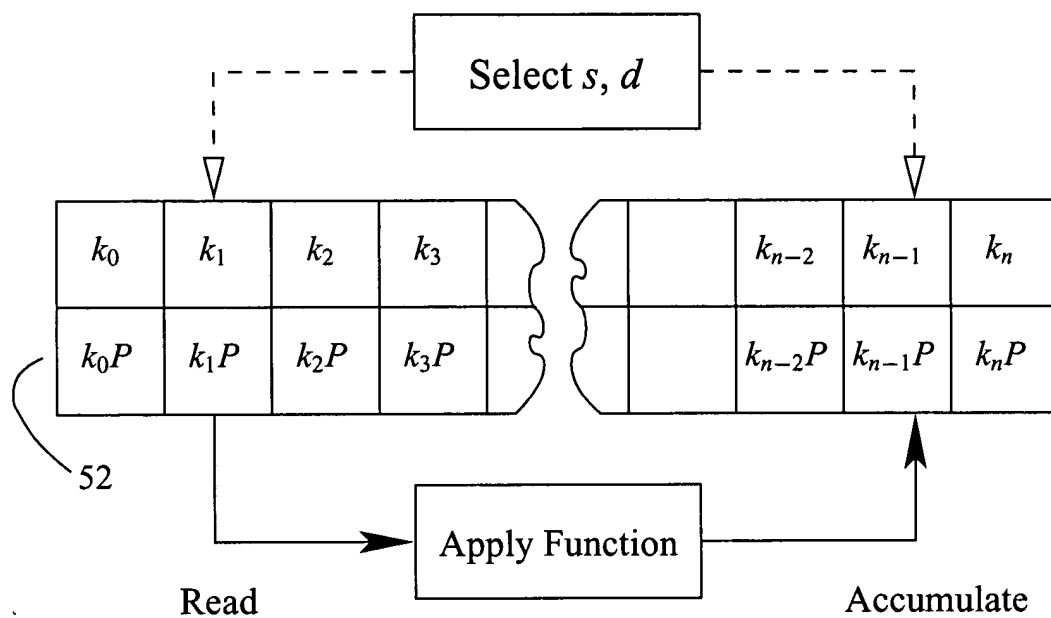 Select s, d
k₀ k₁ k₂ k₃ kₙ₋₂ kₙ₋₁ kₙ
k₀P k₁P k₂P k₃P kₙ₋₂P kₙ₋₁P kₙP
52
Apply Function
Read Accumulate